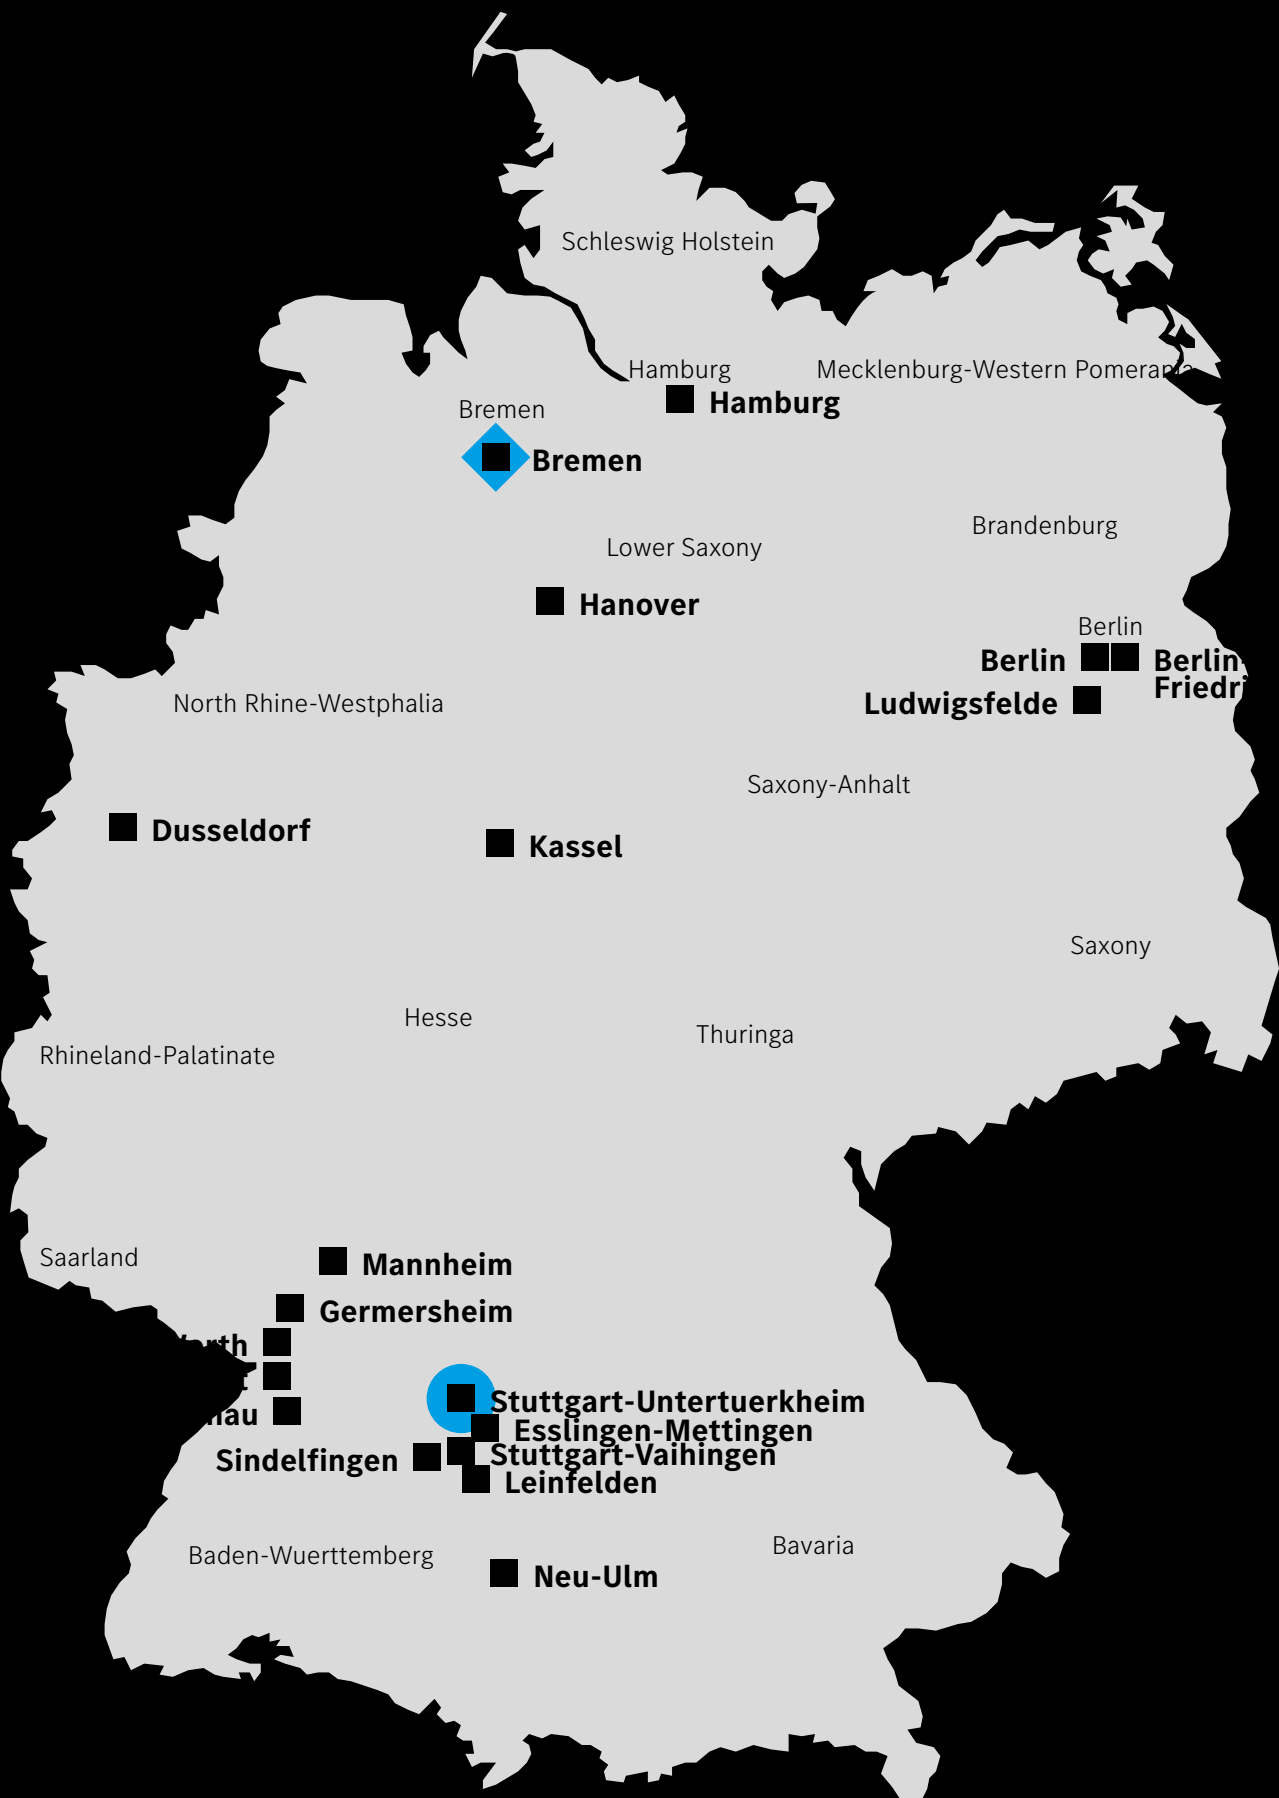 Schleswig Holstein
Hamburg
Mecklenburg-Western Pomerania
Hamburg
Bremen
Bremen
Brandenburg
Lower Saxony
Hanover
Berlin
Berlin
Berlin-
Ludwigsfelde
North Rhine-Westphalia
Saxony-Anhalt
Dusseldorf
Kassel
Saxony
Hesse
Thuringa
Rhineland-Palatinate
Saarland
Mannheim
Germersheim
Stuttgart-Untertuerkheim
Esslingen-Mettingen
Stuttgart-Vaihingen
Sindelfingen
Leinfelden
Bavaria
Baden-Wuerttemberg
Neu-Ulm